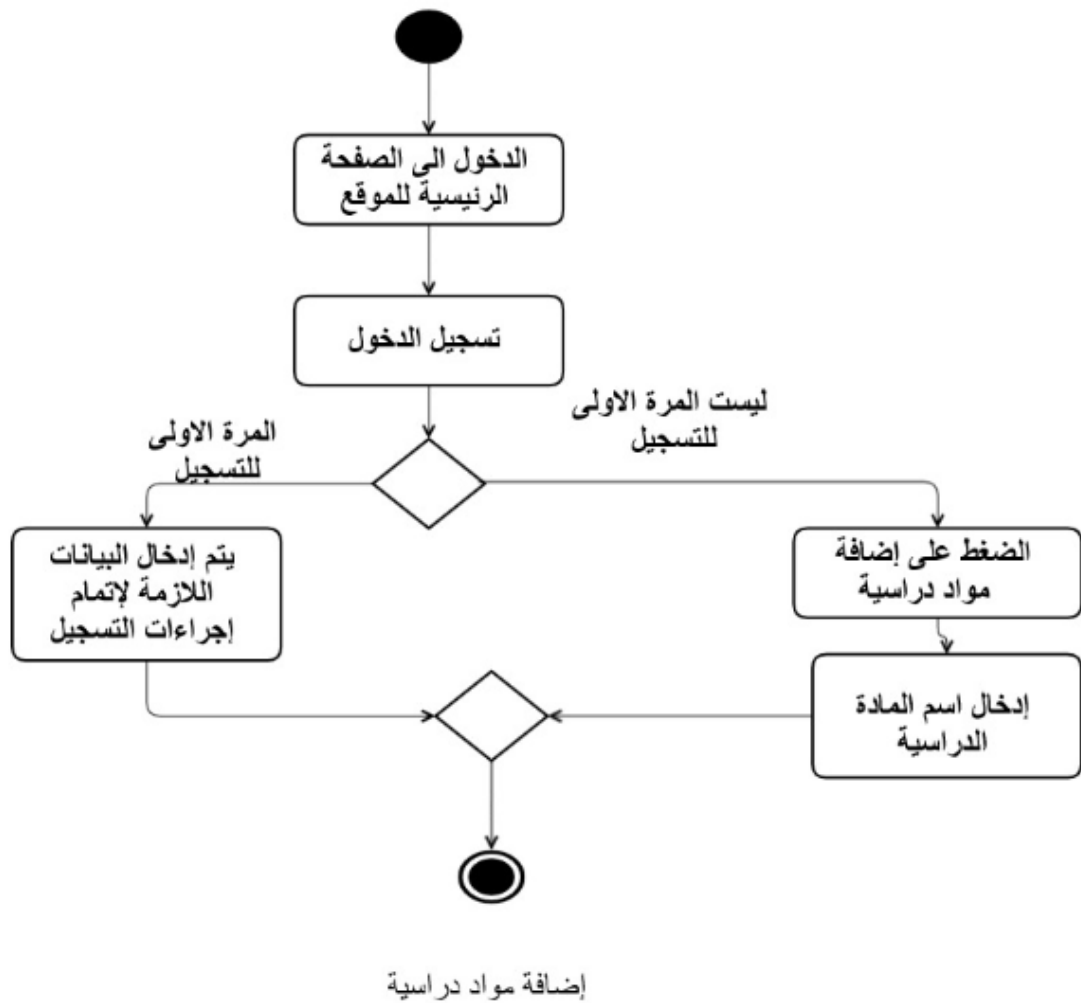 الدخول الى الصفحة
الرئيسية للموقع
تسجيل الدخول
ليست المرة الاولى
للتسجيل
المرة الاولى
للتسجيل
الضغط على إضافة
مواد دراسية
يتم إدخال البيانات
اللازمة لإتمام
إجراءات التسجيل
إدخال اسم المادة
الدراسية
إضافة مواد دراسية